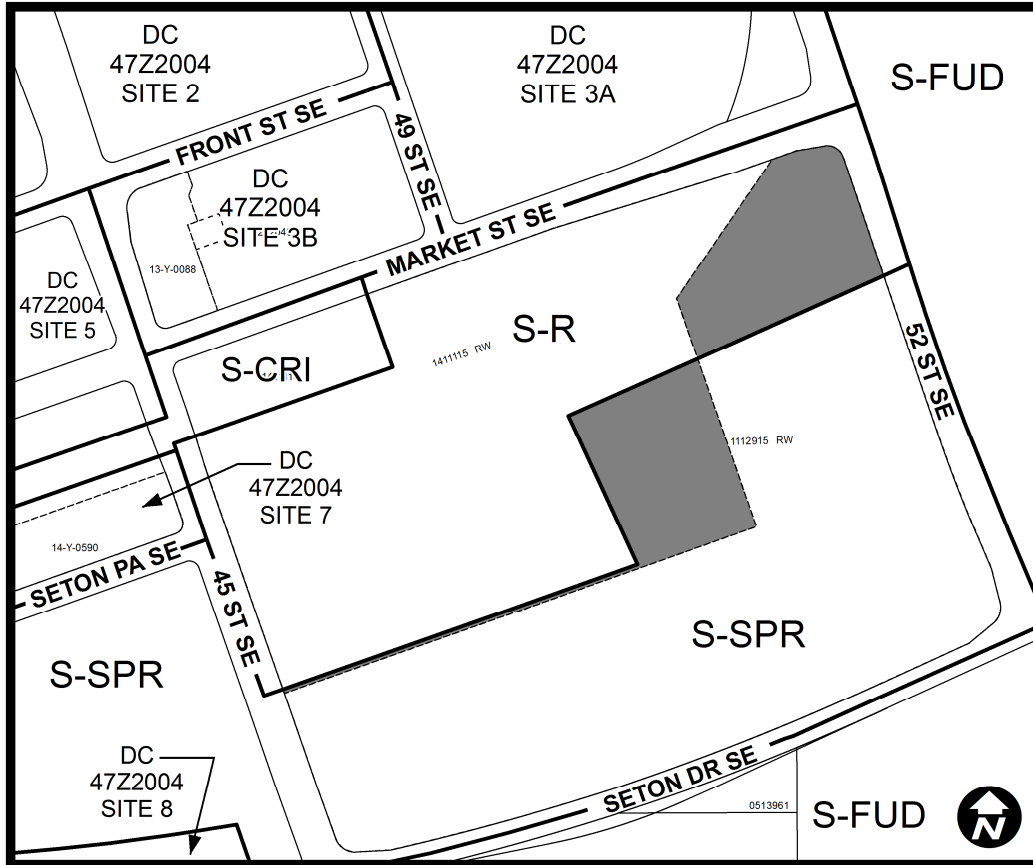 DC
47Z2004
SITE 2
DC
47Z2004
SITE 3A
S-FUD
FRONT ST SE
49 ST SE
DC
47Z2004
SITE 3B
13-Y-0088
MARKET ST SE
DC
47Z2004
SITE 5
S-CRI
1411115 RW
S-R
52 ST SE
1112915 RW
DC
47Z2004
SITE 7
14-Y-0590
SETON PA SE
45 ST SE
S-SPR
S-SPR
DC
47Z2004
SITE 8
SETON DR SE
0513961
S-FUD
N